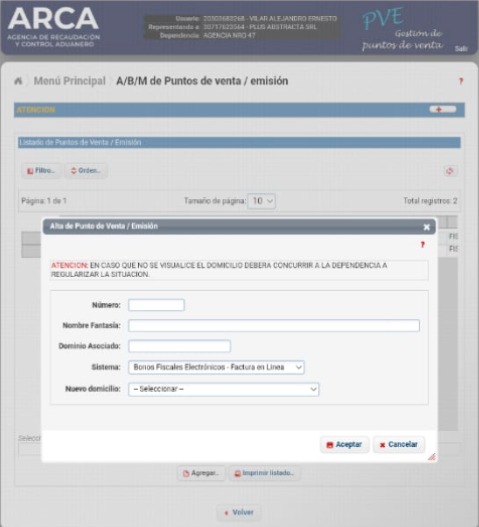 ARCA
AGENCIA DE RECAUDACIÓN
Y CONTROL ADUANERO
Usuario: 20303683268 - VILAR ALEJANDRO ERNESTO
Representando a: 30717623564 - PLUS ABSTRACTA SRL.
Dependencia: AGENCIA NRO 47
PVE
Gestión de
puntos de venta
Salir
Menú Principal A/B/M de Puntos de venta / emisión
?
ATENCION
Listado de Puntos de Venta / Emisión
Filtro..
Orden..
Página: 1 de 1
Tamaño de página: 10
Total registros: 2
Alta de Punto de Venta / Emisión
?
ATENCION: EN CASO QUE NO SE VISUALICE EL DOMICILIO DEBERA CONCURRIR A LA DEPENDENCIA A
REGULARIZAR LA SITUACION.
Número:
Nombre Fantasía:
Dominio Asociado:
Sistema: Bonos Fiscales Electrónicos - Factura en Linea
Nuevo domicilio: -- Seleccionar --
Aceptar
Cancelar
Selecci
Agregar..
Imprimir listado..
Volver